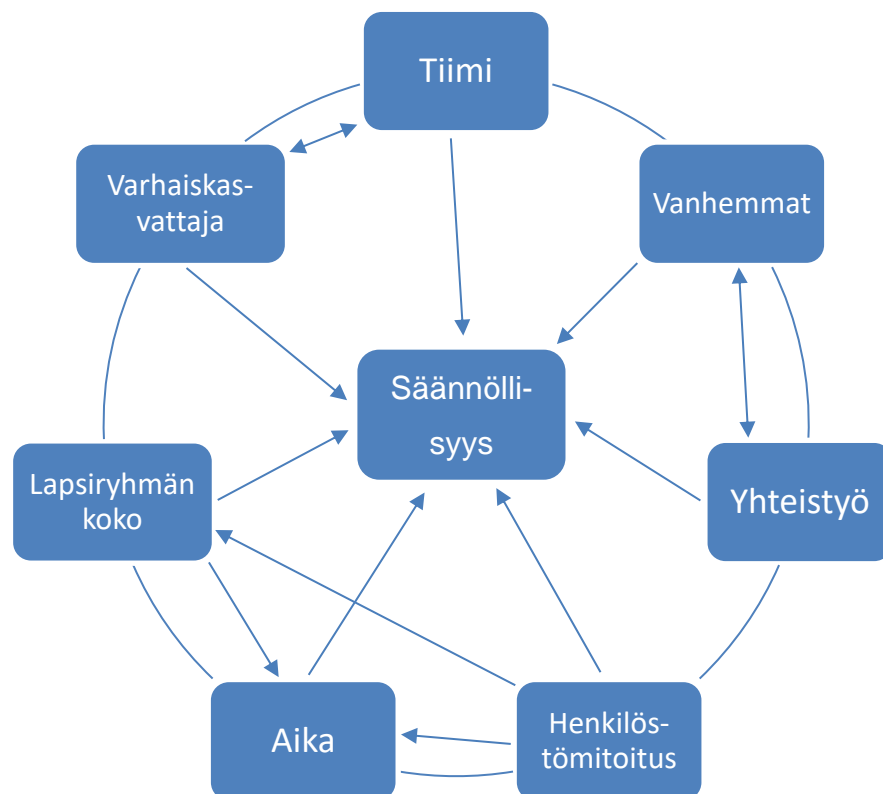 Tiimi
Varhaiskas-
vattaja
Vanhemmat
Säännölli-
syys
Lapsiryhmän
koko
Yhteistyö
Aika
Henkilös-
tömitoitus